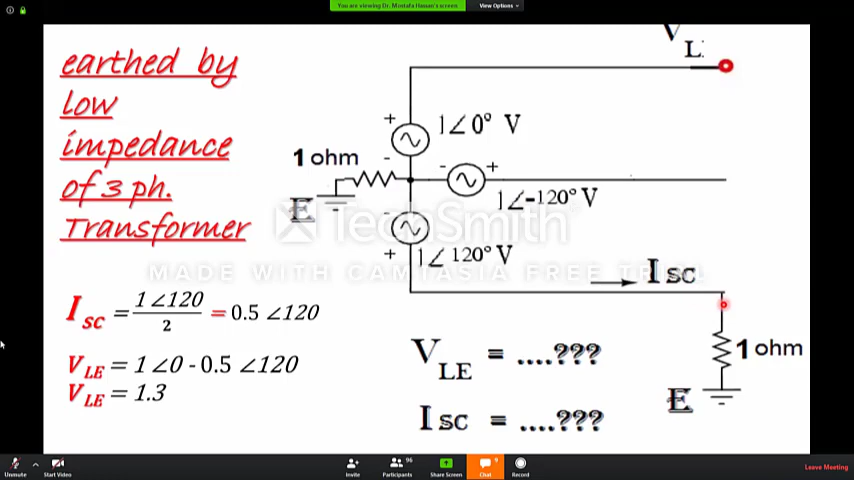 You are viewing Dr. Mostafa Hassan's screen
View Options
earthed by
low
impedance
of 3 ph.
Transformer
V
L
+
1∠0° V
1 ohm
-
-
+
E
1∠-120° V
-
+
1∠ 120° V
TechSmith
MADE WITH CAMTASIA FREE TRIAL
I SC
I SC = 1∠120 / 2 = 0.5 ∠120
V LE = 1∠0 - 0.5 ∠120
V LE = 1.3
V LE = ....???
I SC = ....???
1 ohm
E
Unmute
Start Video
Invite
Participants
96
Share Screen
Chat
9
Record
Leave Meeting